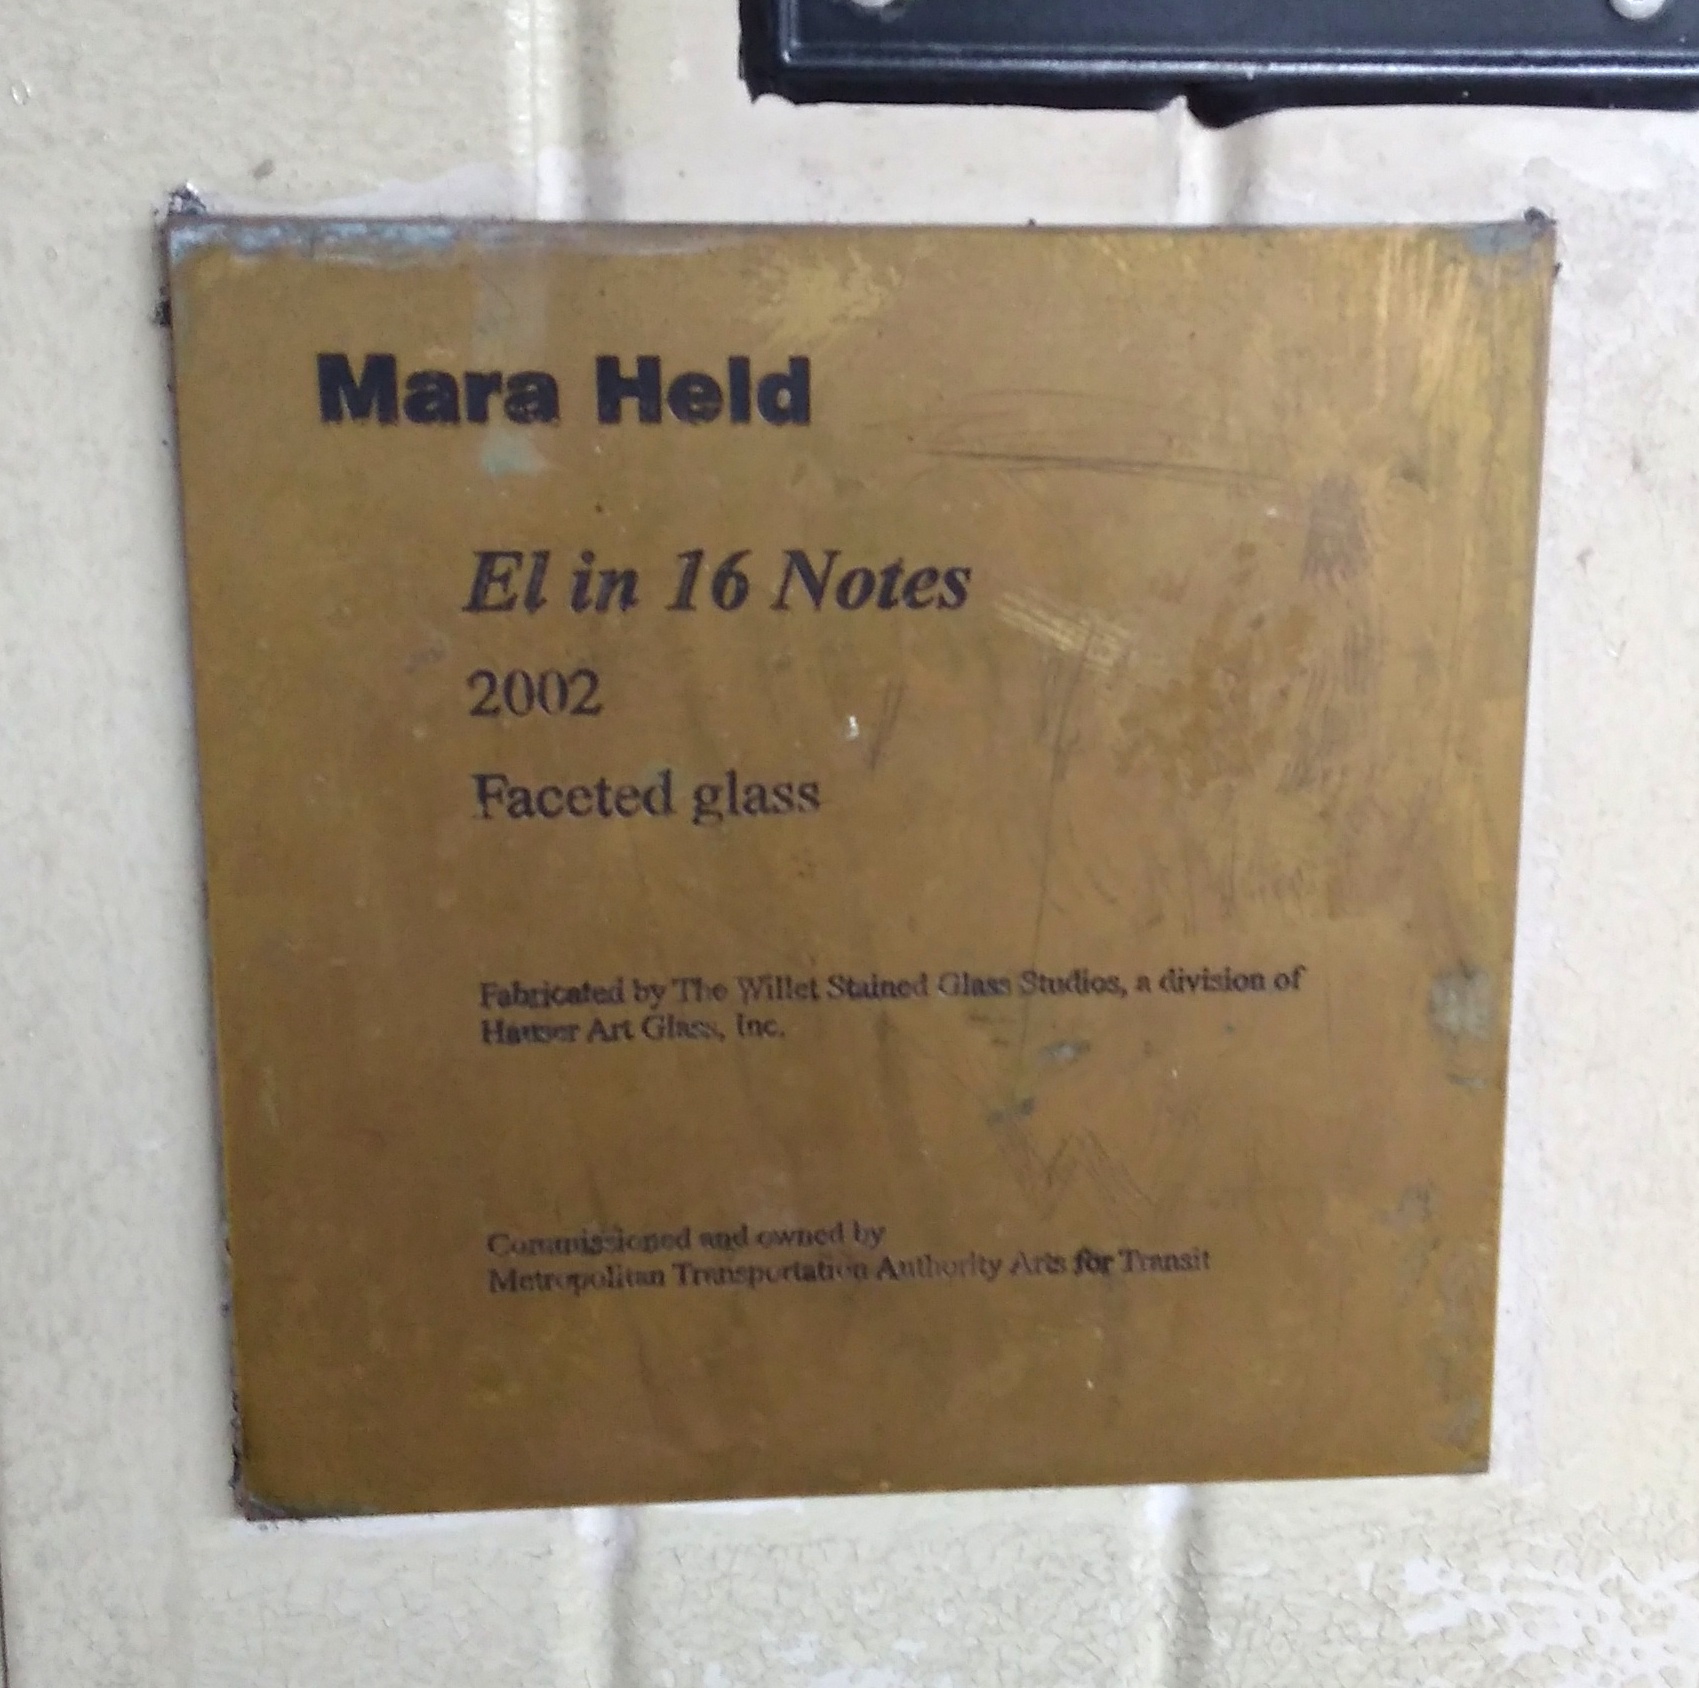 Mara Held
El in 16 Notes
2002
Faceted glass
Fabricated by The Willet Stained Glass Studios, a division of
Hauser Art Glass, Inc.
Commissioned and owned by
Metropolitan Transportation Authority Arts for Transit